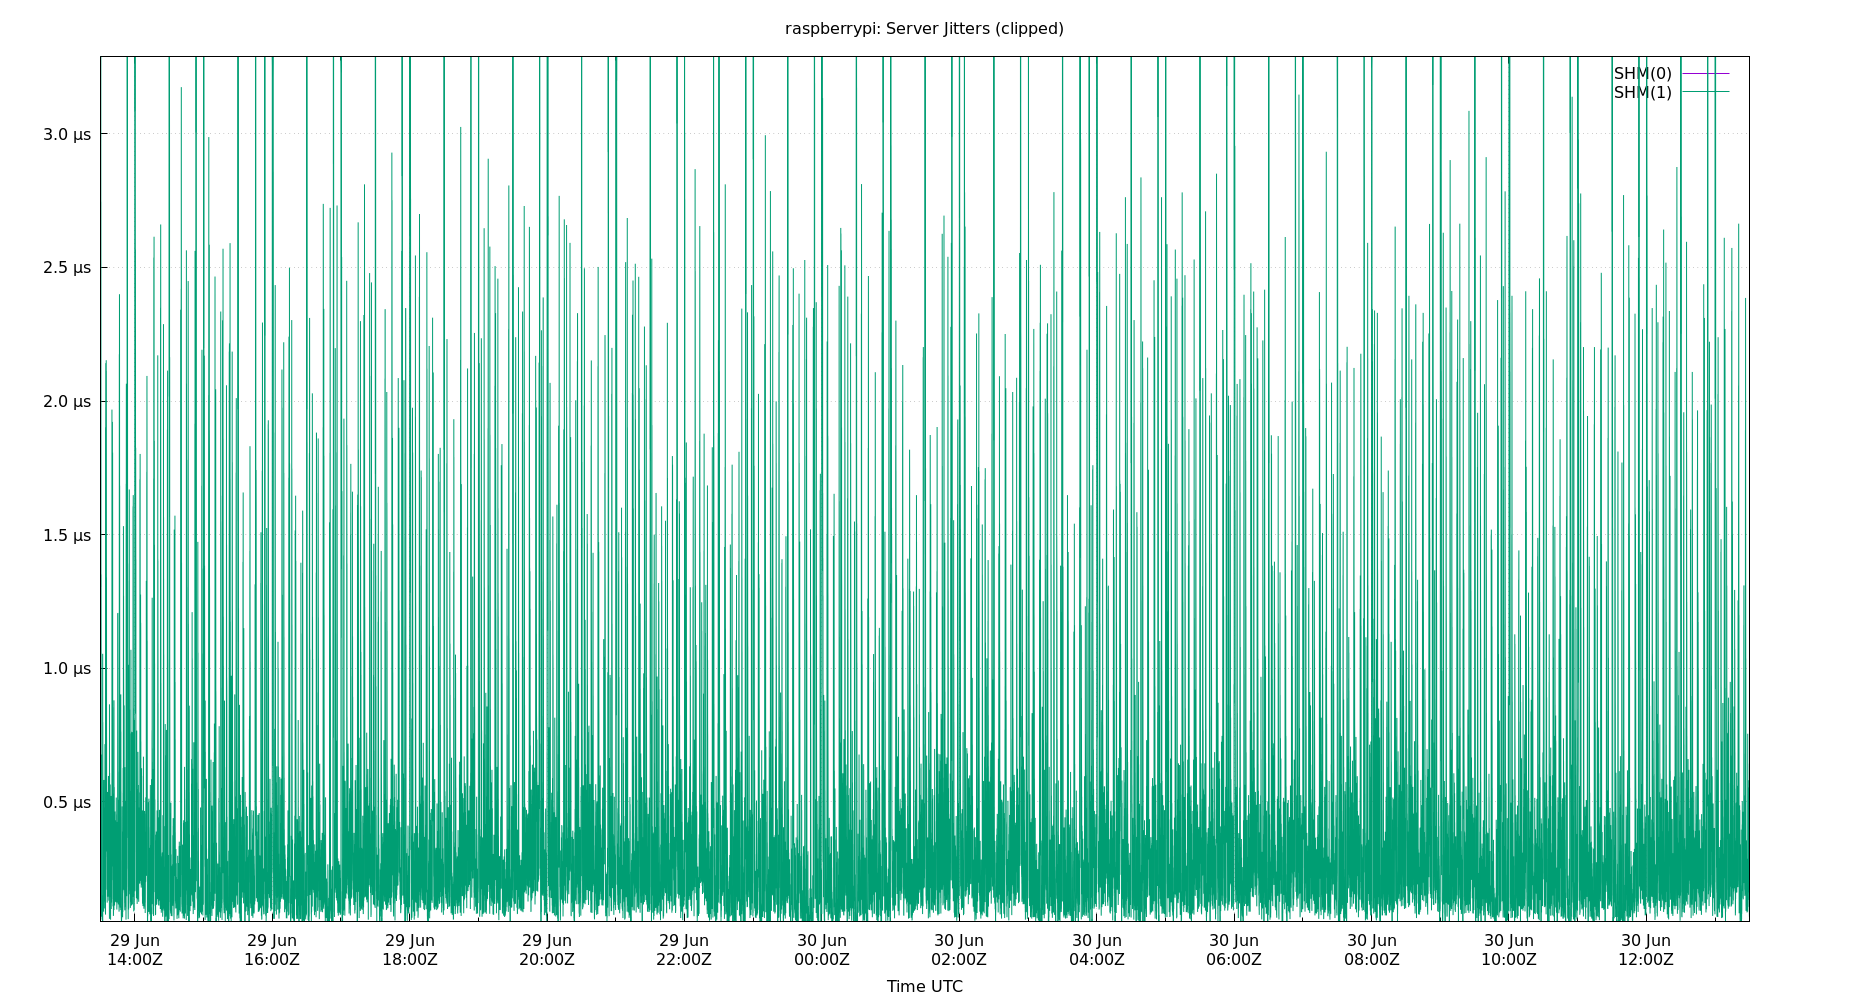 raspberrypi: Server Jitters (clipped)
SHM(0)
SHM(1)
3.0 µs
2.5 µs
2.0 µs
1.5 µs
1.0 µs
0.5 µs
29 Jun 29 Jun 29 Jun 29 Jun 29 Jun 30 Jun 30 Jun 30 Jun 30 Jun 30 Jun 30 Jun 30 Jun
14:00Z 16:00Z 18:00Z 20:00Z 22:00Z 00:00Z 02:00Z 04:00Z 06:00Z 08:00Z 10:00Z 12:00Z
Time UTC